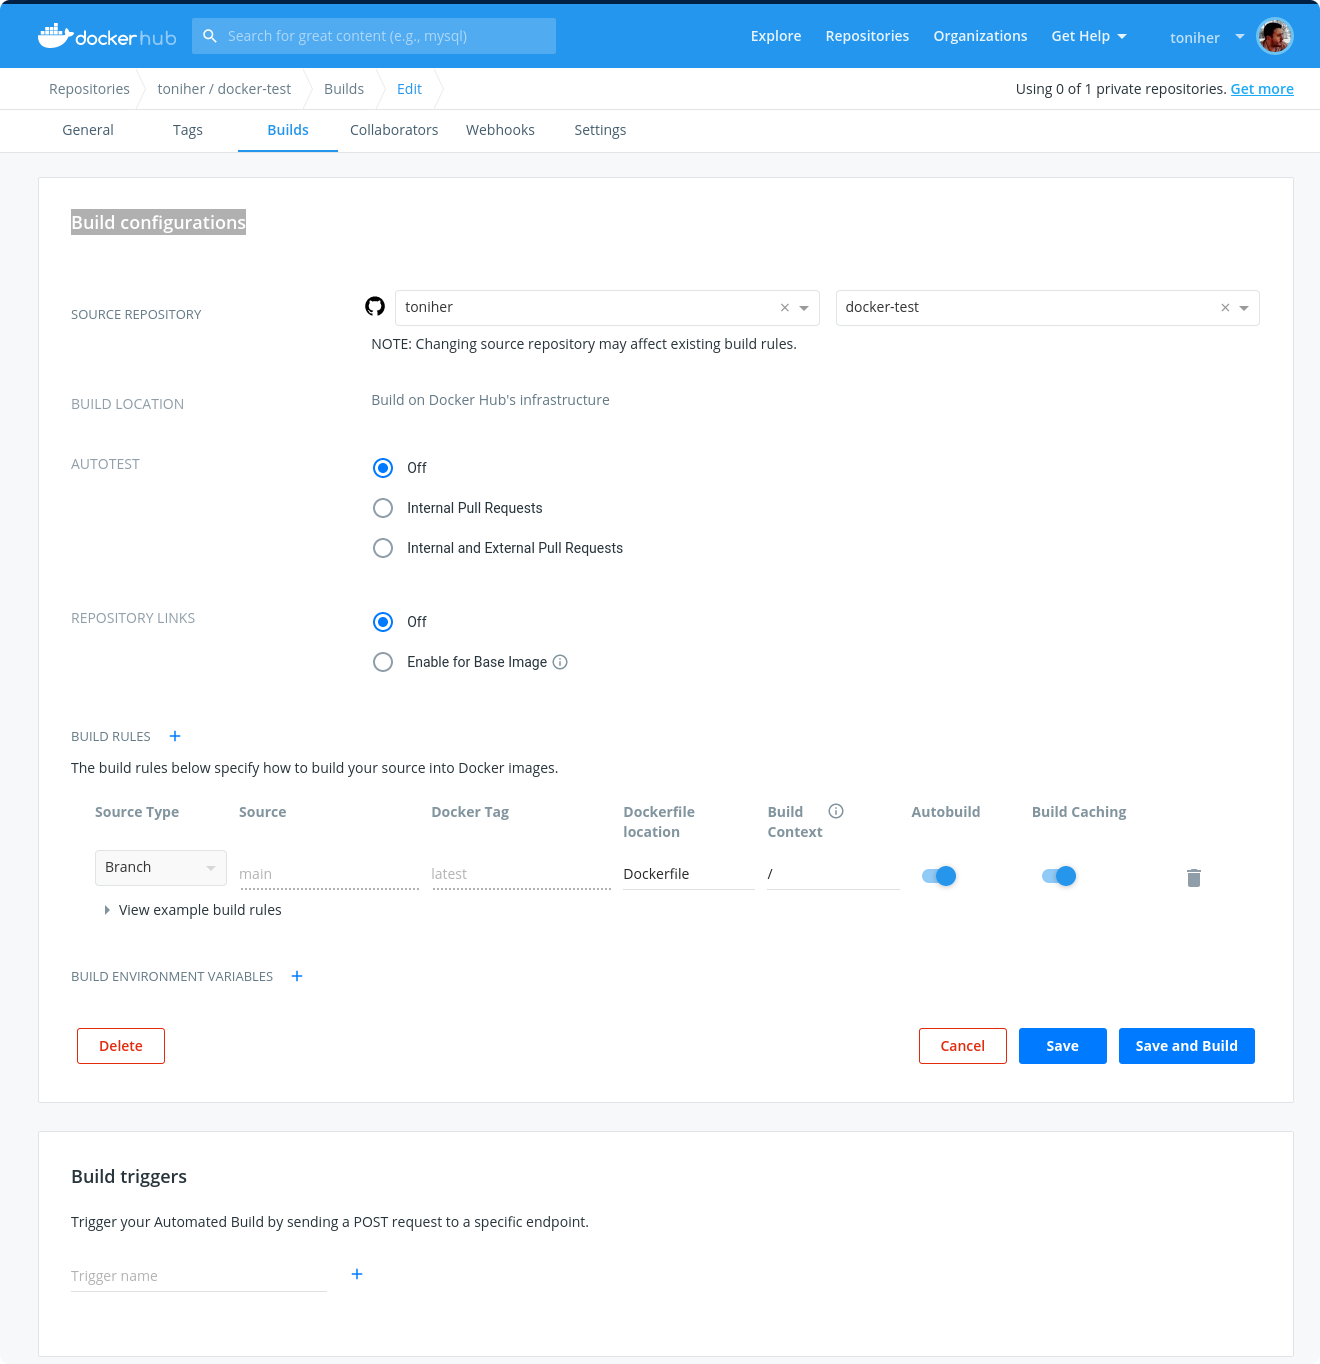 dockerhub Search for great content (e.g., mysql) Explore Repositories Organizations Get Help toniher
Repositories toniher / docker-test Builds Edit Using 0 of 1 private repositories. Get more
General Tags Builds Collaborators Webhooks Settings
Build configurations
SOURCE REPOSITORY toniher × docker-test ×
NOTE: Changing source repository may affect existing build rules.
BUILD LOCATION Build on Docker Hub's infrastructure
AUTOTEST Off
Internal Pull Requests
Internal and External Pull Requests
REPOSITORY LINKS Off
Enable for Base Image
BUILD RULES +
The build rules below specify how to build your source into Docker images.
Source Type Source Docker Tag Dockerfile location Build Context Autobuild Build Caching
Branch main latest Dockerfile /
View example build rules
BUILD ENVIRONMENT VARIABLES +
Delete Cancel Save Save and Build
Build triggers
Trigger your Automated Build by sending a POST request to a specific endpoint.
Trigger name +